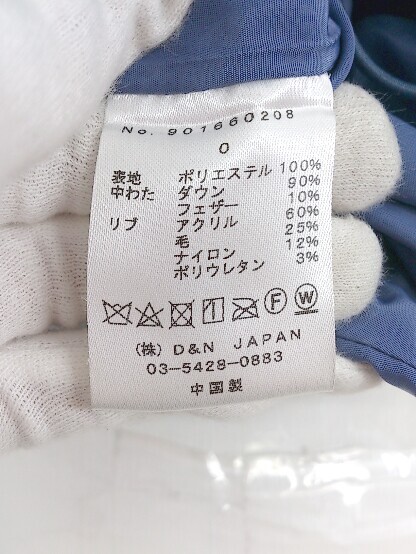 No. 901660208
0
表地 ポリエステル 100%
中わた ダウン 90%
フェザー 10%
リブ アクリル 60%
毛 25%
ナイロン 12%
ポリウレタン 3%
F W
(株) D&N JAPAN
03-5428-0883
中国製